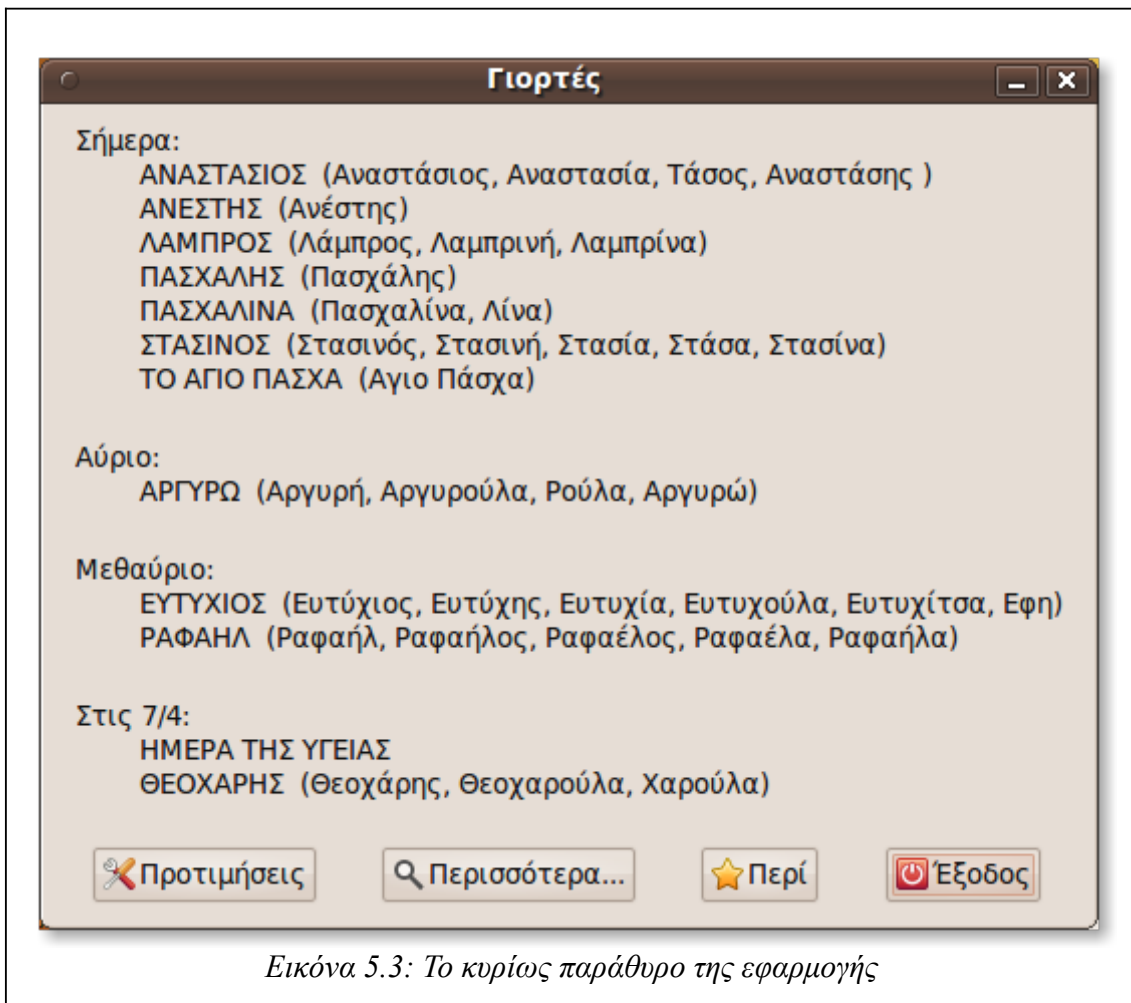 Γιορτές
Σήμερα:
ΑΝΑΣΤΑΣΙΟΣ (Αναστάσιος, Αναστασία, Τάσος, Αναστάσης )
ΑΝΕΣΤΗΣ (Ανέστης)
ΛΑΜΠΡΟΣ (Λάμπρος, Λαμπρινή, Λαμπρίνα)
ΠΑΣΧΑΛΗΣ (Πασχάλης)
ΠΑΣΧΑΛΙΝΑ (Πασχαλίνα, Λίνα)
ΣΤΑΣΙΝΟΣ (Στασινός, Στασινή, Στασία, Στάσα, Στασίνα)
ΤΟ ΑΓΙΟ ΠΑΣΧΑ (Αγιο Πάσχα)
Αύριο:
ΑΡΓΥΡΩ (Αργυρή, Αργυρούλα, Ρούλα, Αργυρώ)
Μεθαύριο:
ΕΥΤΥΧΙΟΣ (Ευτύχιος, Ευτύχης, Ευτυχία, Ευτυχούλα, Ευτυχίτσα, Εφη)
ΡΑΦΑΗΛ (Ραφαήλ, Ραφαήλος, Ραφαέλος, Ραφαέλα, Ραφαήλα)
Στις 7/4:
ΗΜΕΡΑ ΤΗΣ ΥΓΕΙΑΣ
ΘΕΟΧΑΡΗΣ (Θεοχάρης, Θεοχαρούλα, Χαρούλα)
Προτιμήσεις Περισσότερα... Περί Έξοδος
Εικόνα 5.3: Το κυρίως παράθυρο της εφαρμογής